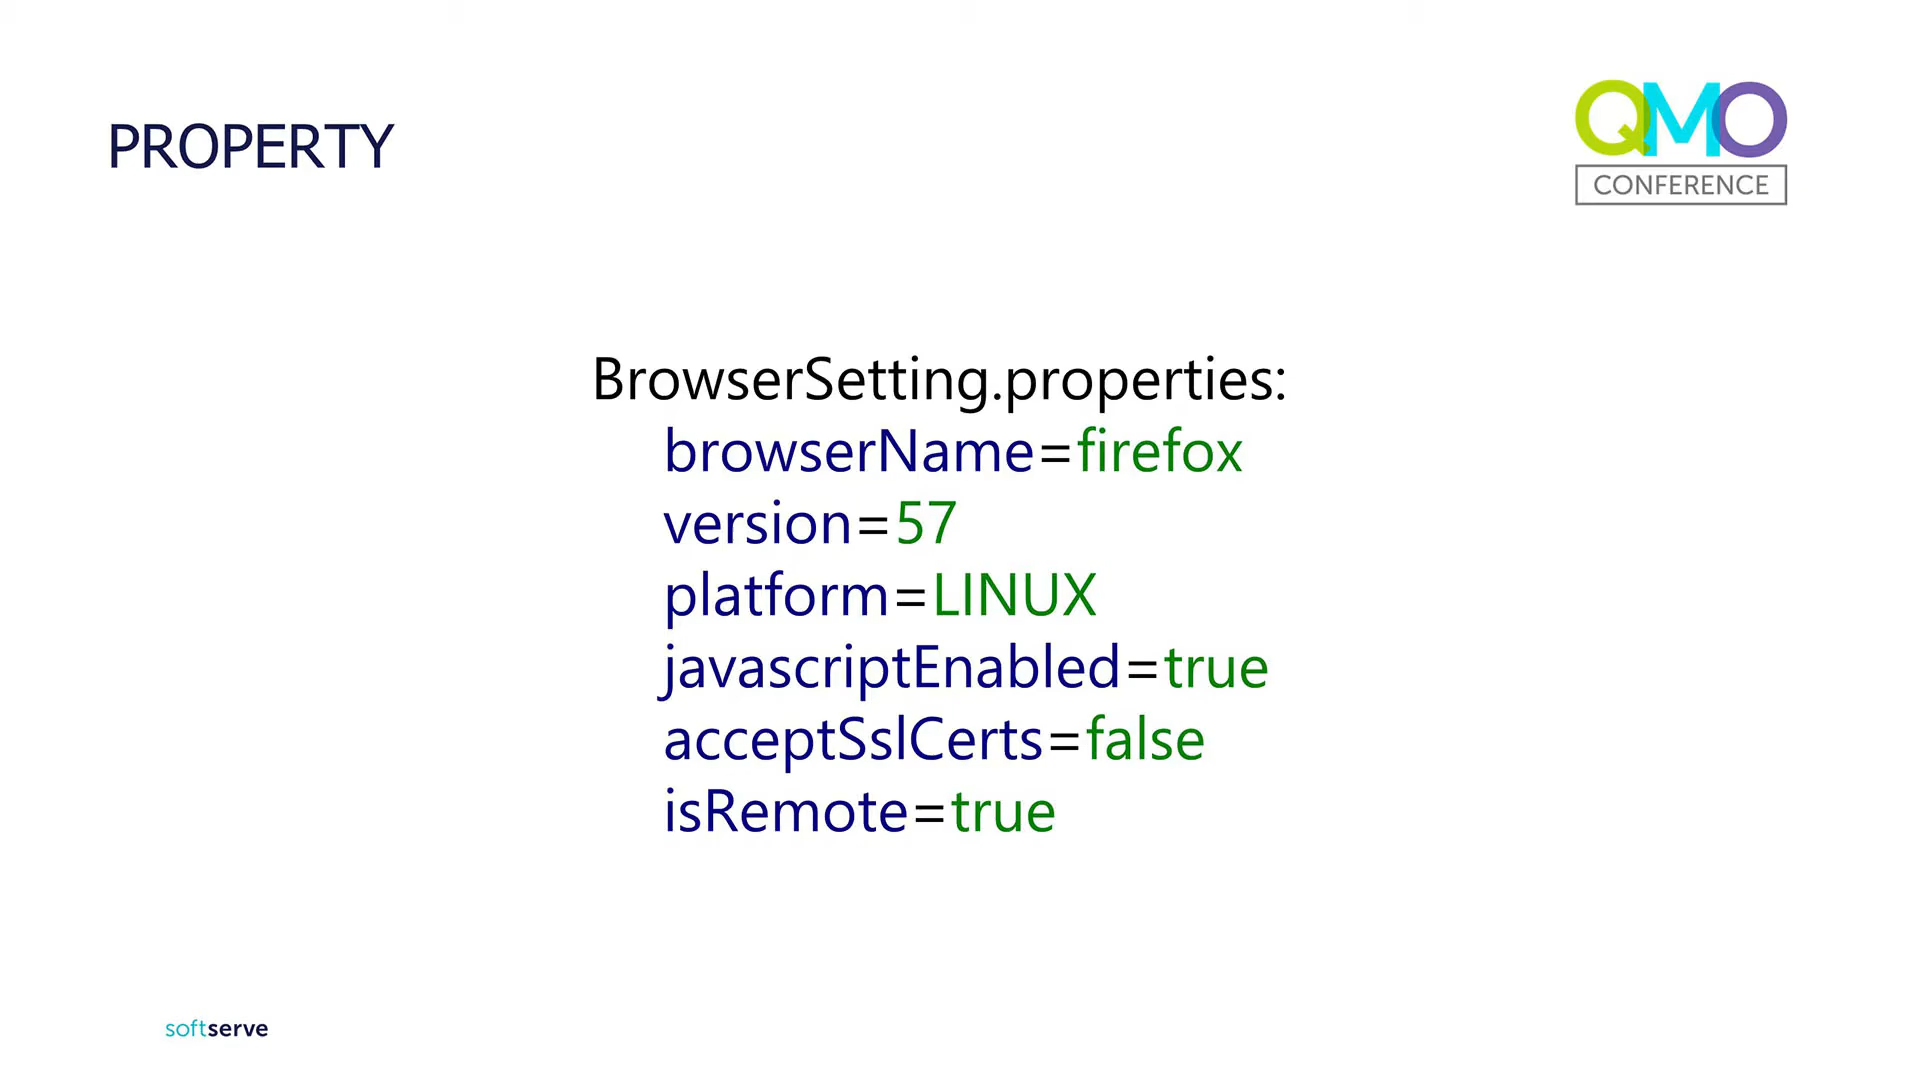 PROPERTY
QMO
CONFERENCE
BrowserSetting.properties:
browserName=firefox
version=57
platform=LINUX
javascriptEnabled=true
acceptSslCerts=false
isRemote=true
softserve